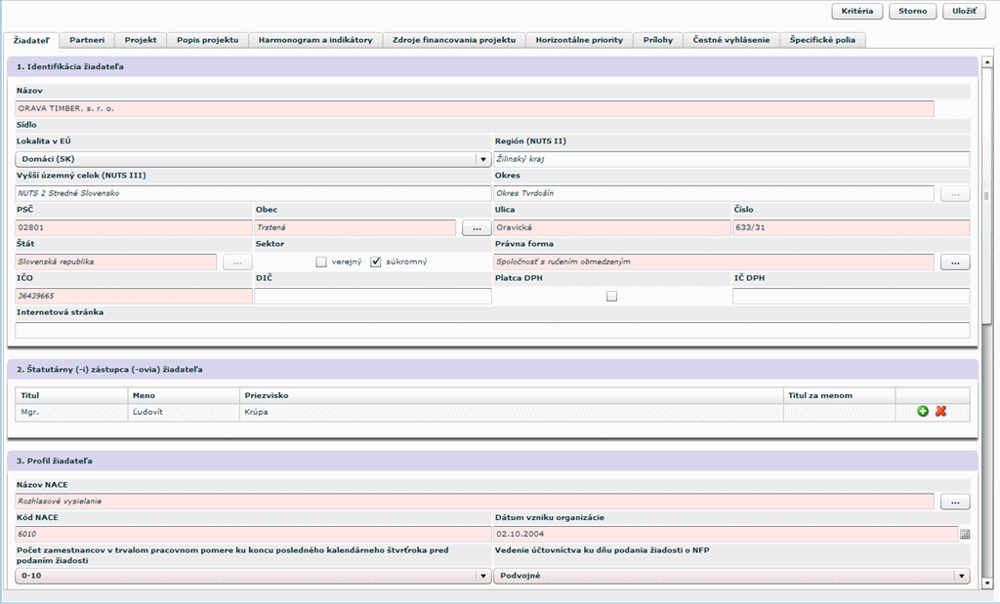 Kritéria Storno Uložiť
Žiadateľ Partneri Projekt Popis projektu Harmonogram a indikátory Zdroje financovania projektu Horizontálne priority Prílohy Čestné vyhlásenie Špecifické polia
1. Identifikácia žiadateľa
Názov
ORAVA TIMBER, s. r. o.
Sídlo
Lokalita v EÚ Región (NUTS II)
Domáci (SK) Žilinský kraj
Vyšší územný celok (NUTS III) Okres
NUTS 2 Stredné Slovensko Okres Tvrdošín ...
PSČ Obec Ulica Číslo
02801 Trstená ... Oravická 633/31
Štát Sektor Právna forma
Slovenská republika ... verejný súkromný Spoločnosť s ručením obmedzeným ...
IČO DIČ Platca DPH IČ DPH
36439665
Internetová stránka
2. Štatutárny (-i) zástupca (-ovia) žiadateľa
Titul Meno Priezvisko Titul za menom
Mgr. Ľudovít Krúpa
3. Profil žiadateľa
Názov NACE
Rozhlasové vysielanie ...
Kód NACE Dátum vzniku organizácie
6010 02.10.2004
Počet zamestnancov v trvalom pracovnom pomere ku koncu posledného kalendárneho štvrťroka pred Vedenie účtovníctva ku dňu podania žiadosti o NFP
podaním žiadosti
0-10 Podvojné